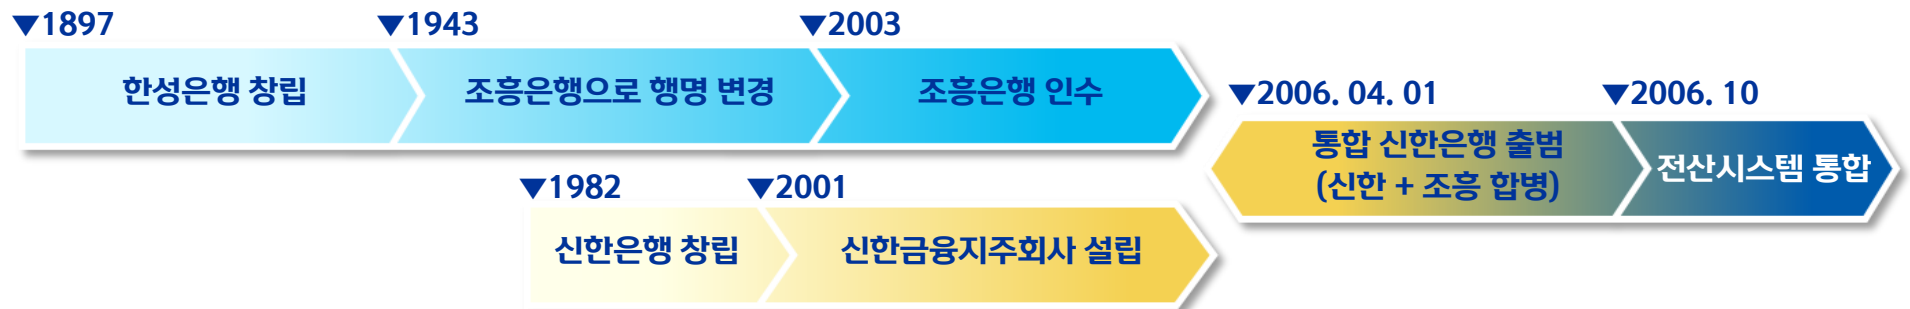 ▼1897
한성은행 창립
▼1943
조흥은행으로 행명 변경
▼2003
조흥은행 인수
▼1982
신한은행 창립
▼2001
신한금융지주회사 설립
▼2006. 04. 01
통합 신한은행 출범
(신한 + 조흥 합병)
▼2006. 10
전산시스템 통합